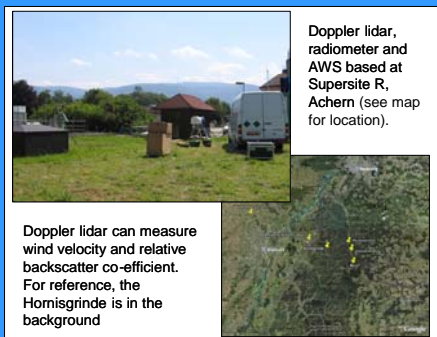 Doppler lidar,
radiometer and
AWS based at
Supersite R,
Achern (see map
for location).
Doppler lidar can measure
wind velocity and relative
backscatter co-efficient.
For reference, the
Hornisgrinde is in the
background
Google